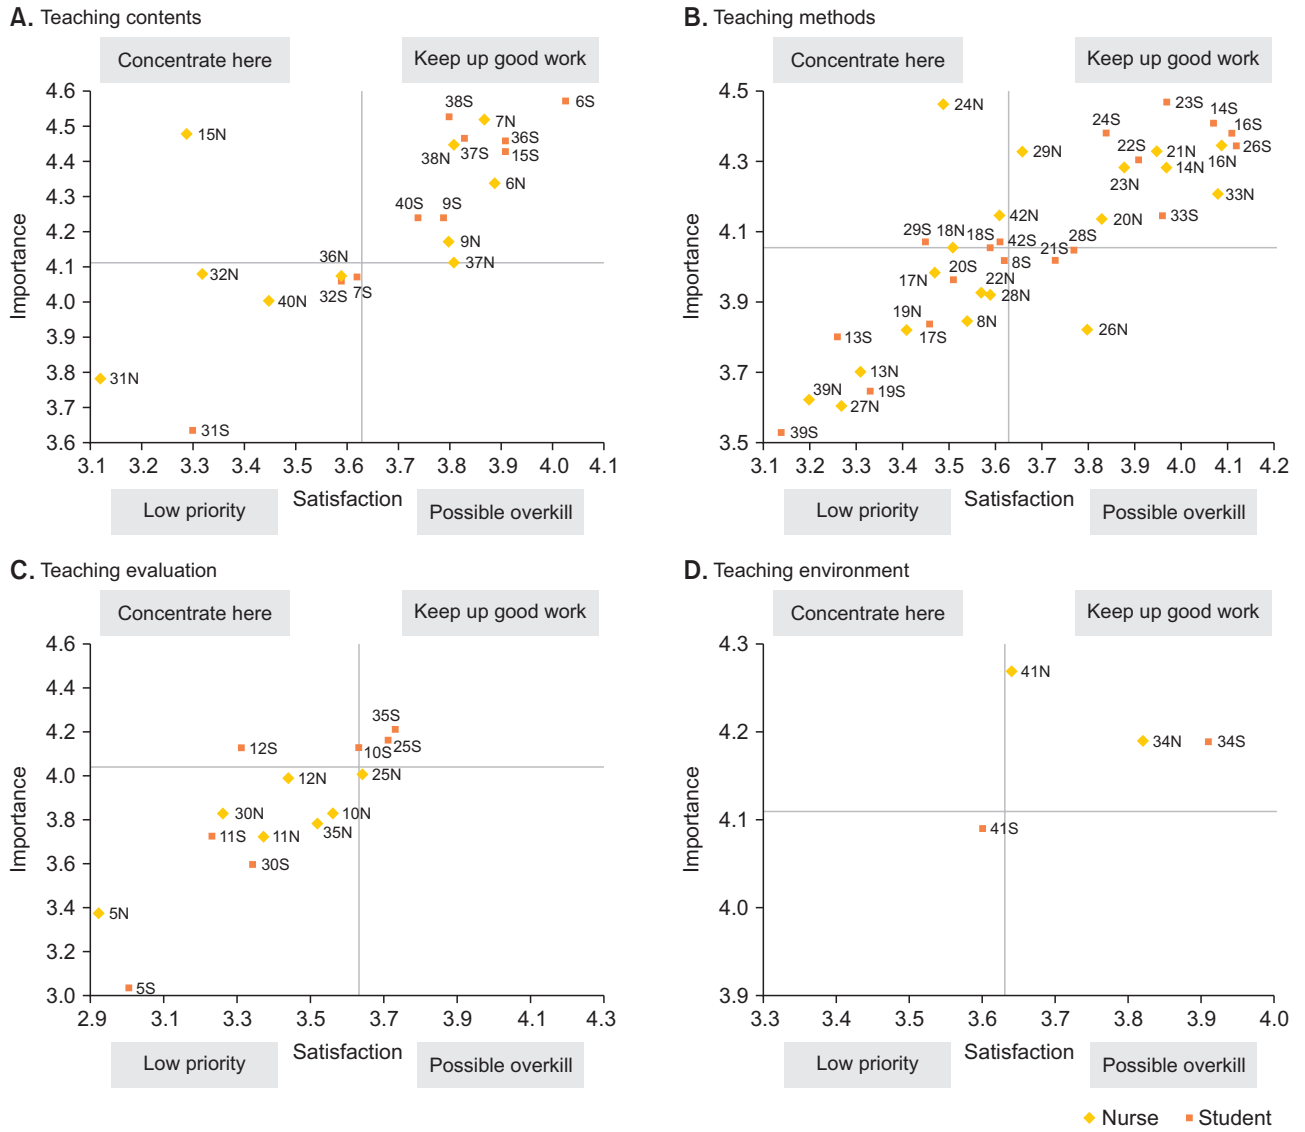 A. Teaching contents
Concentrate here
Keep up good work
4.6
4.5
4.4
4.3
4.2
4.1
4.0
3.9
3.8
3.7
3.6
Importance
15N
38S
6S
7N
36S
38N
37S
15S
6N
40S
9S
9N
37N
36N
32N
32S
7S
40N
31N
31S
3.1
3.2
3.3
3.4
3.5
3.6
3.7
3.8
3.9
4.0
4.1
Low priority
Satisfaction
Possible overkill
B. Teaching methods
Concentrate here
Keep up good work
4.5
4.3
4.1
3.9
3.7
3.5
Importance
24N
23S
14S
24S
16S
29N
22S
21N
26S
16N
23N
14N
33N
42N
20N
33S
29S
18N
18S
42S
28S
21S
8S
20S
17N
22N
28N
19N
8N
17S
26N
13S
13N
39N
19S
27N
39S
3.1
3.2
3.3
3.4
3.5
3.6
3.7
3.8
3.9
4.0
4.1
4.2
Low priority
Satisfaction
Possible overkill
C. Teaching evaluation
Concentrate here
Keep up good work
4.6
4.4
4.2
4.0
3.8
3.6
3.4
3.2
3.0
Importance
35S
12S
10S
25S
12N
25N
30N
10N
11S
11N
35N
30S
5N
5S
2.9
3.1
3.3
3.5
3.7
3.9
4.1
4.3
Low priority
Satisfaction
Possible overkill
D. Teaching environment
Concentrate here
Keep up good work
4.3
4.2
4.1
4.0
3.9
Importance
41N
34N
34S
41S
3.3
3.4
3.5
3.6
3.7
3.8
3.9
4.0
Low priority
Satisfaction
Possible overkill
Nurse
Student